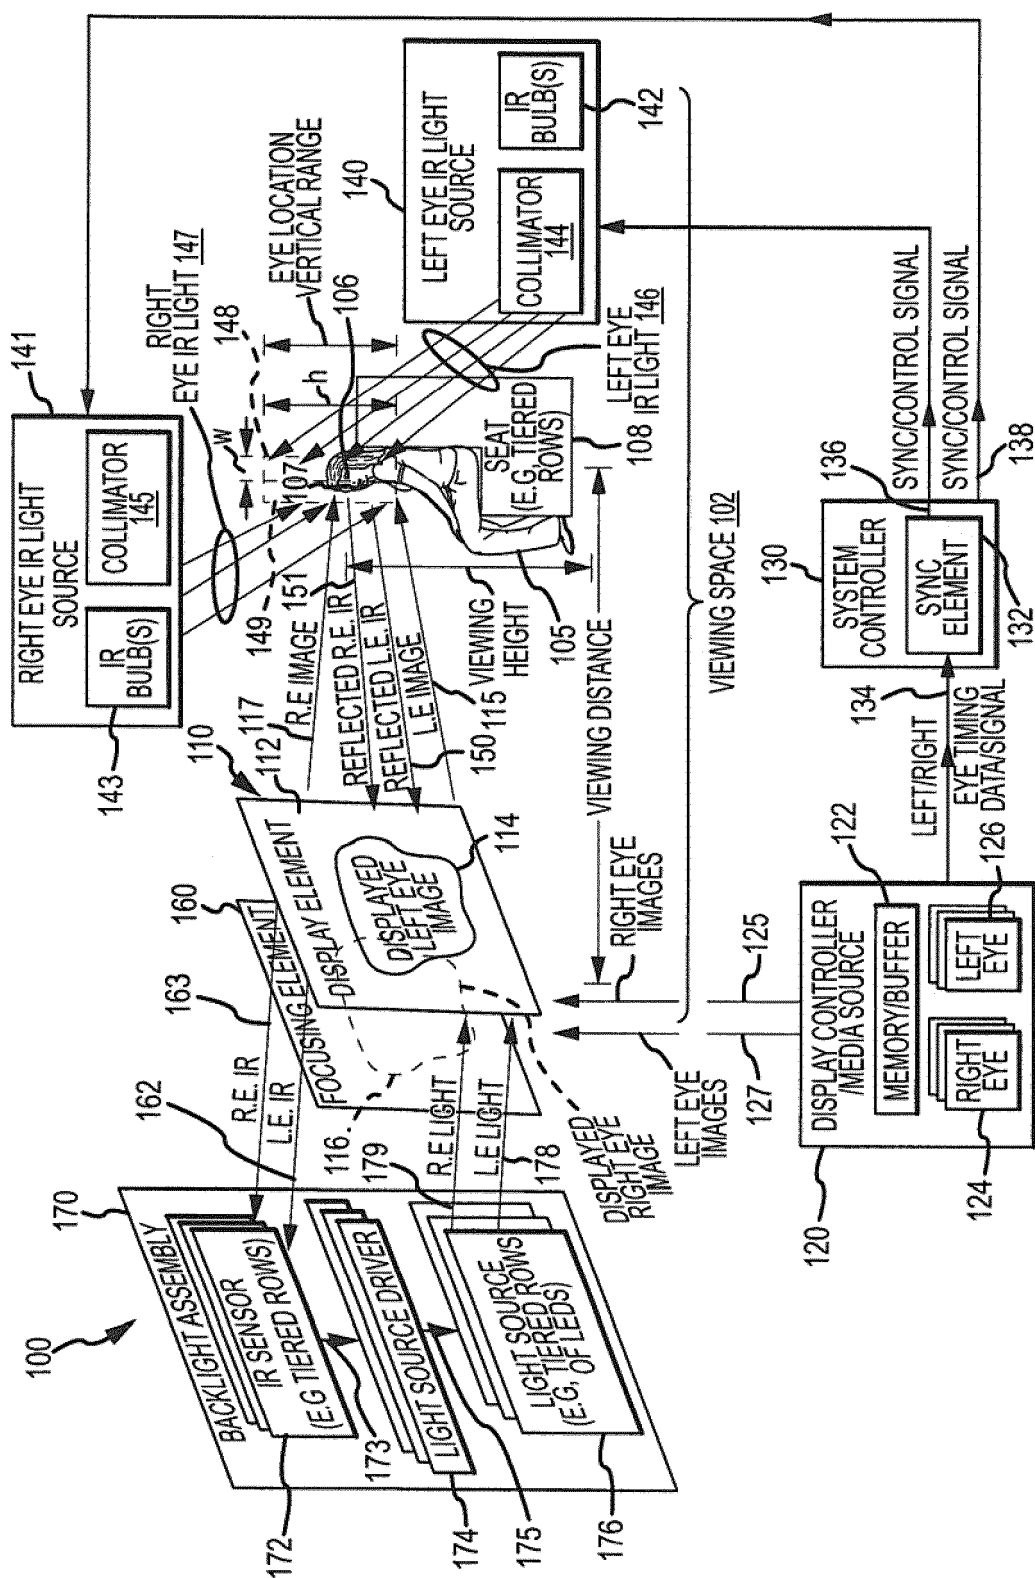 100
170
BACKLIGHT ASSEMBLY
IR SENSOR
(E.G TIERED ROWS)
172
173
LIGHT SOURCE DRIVER
174
175
LIGHT SOURCE
(E.G, TIERED ROWS
OF LEDS)
176
R.E. IR
163
L.E. IR
162
116
R.E LIGHT
179
L.E LIGHT
178
160
FOCUSING ELEMENT
110
112
DISPLAY ELEMENT
DISPLAYED
LEFT EYE
IMAGE
114
DISPLAYED
RIGHT EYE
IMAGE
117
R.E IMAGE
151
REFLECTED R.E. IR
REFLECTED L.E. IR
150
L.E IMAGE
115
RIGHT EYE IR LIGHT
SOURCE
141
IR
BULB(S)
143
COLLIMATOR
145
RIGHT
EYE IR LIGHT 147
148
149
w
h
107
EYE LOCATION
VERTICAL RANGE
106
VIEWING
HEIGHT
105
SEAT
(E.G, TIERED
ROWS)
108
LEFT EYE
IR LIGHT 146
140
LEFT EYE IR LIGHT
SOURCE
COLLIMATOR
144
IR
BULB(S)
142
VIEWING DISTANCE
VIEWING SPACE 102
RIGHT EYE
IMAGES
125
LEFT EYE
IMAGES
127
DISPLAY CONTROLLER
/MEDIA SOURCE
120
MEMORY/BUFFER
122
RIGHT
EYE
124
LEFT
EYE
126
LEFT/RIGHT
EYE TIMING
DATA/SIGNAL
134
130
SYSTEM
CONTROLLER
SYNC
ELEMENT
132
136
SYNC/CONTROL SIGNAL
SYNC/CONTROL SIGNAL
138